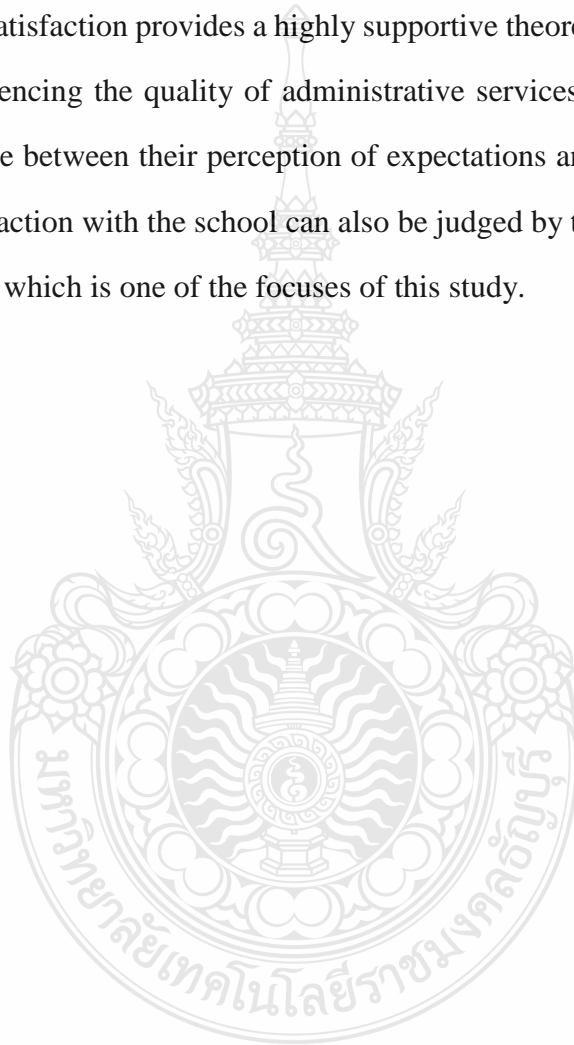 atisfaction provides a highly supportive theore
encing the quality of administrative services
e between their perception of expectations a
action with the school can also be judged by t
which is one of the focuses of this study.
มหาวิทยาลัยเทคโนโลยีราชมงคลธัญบุรี